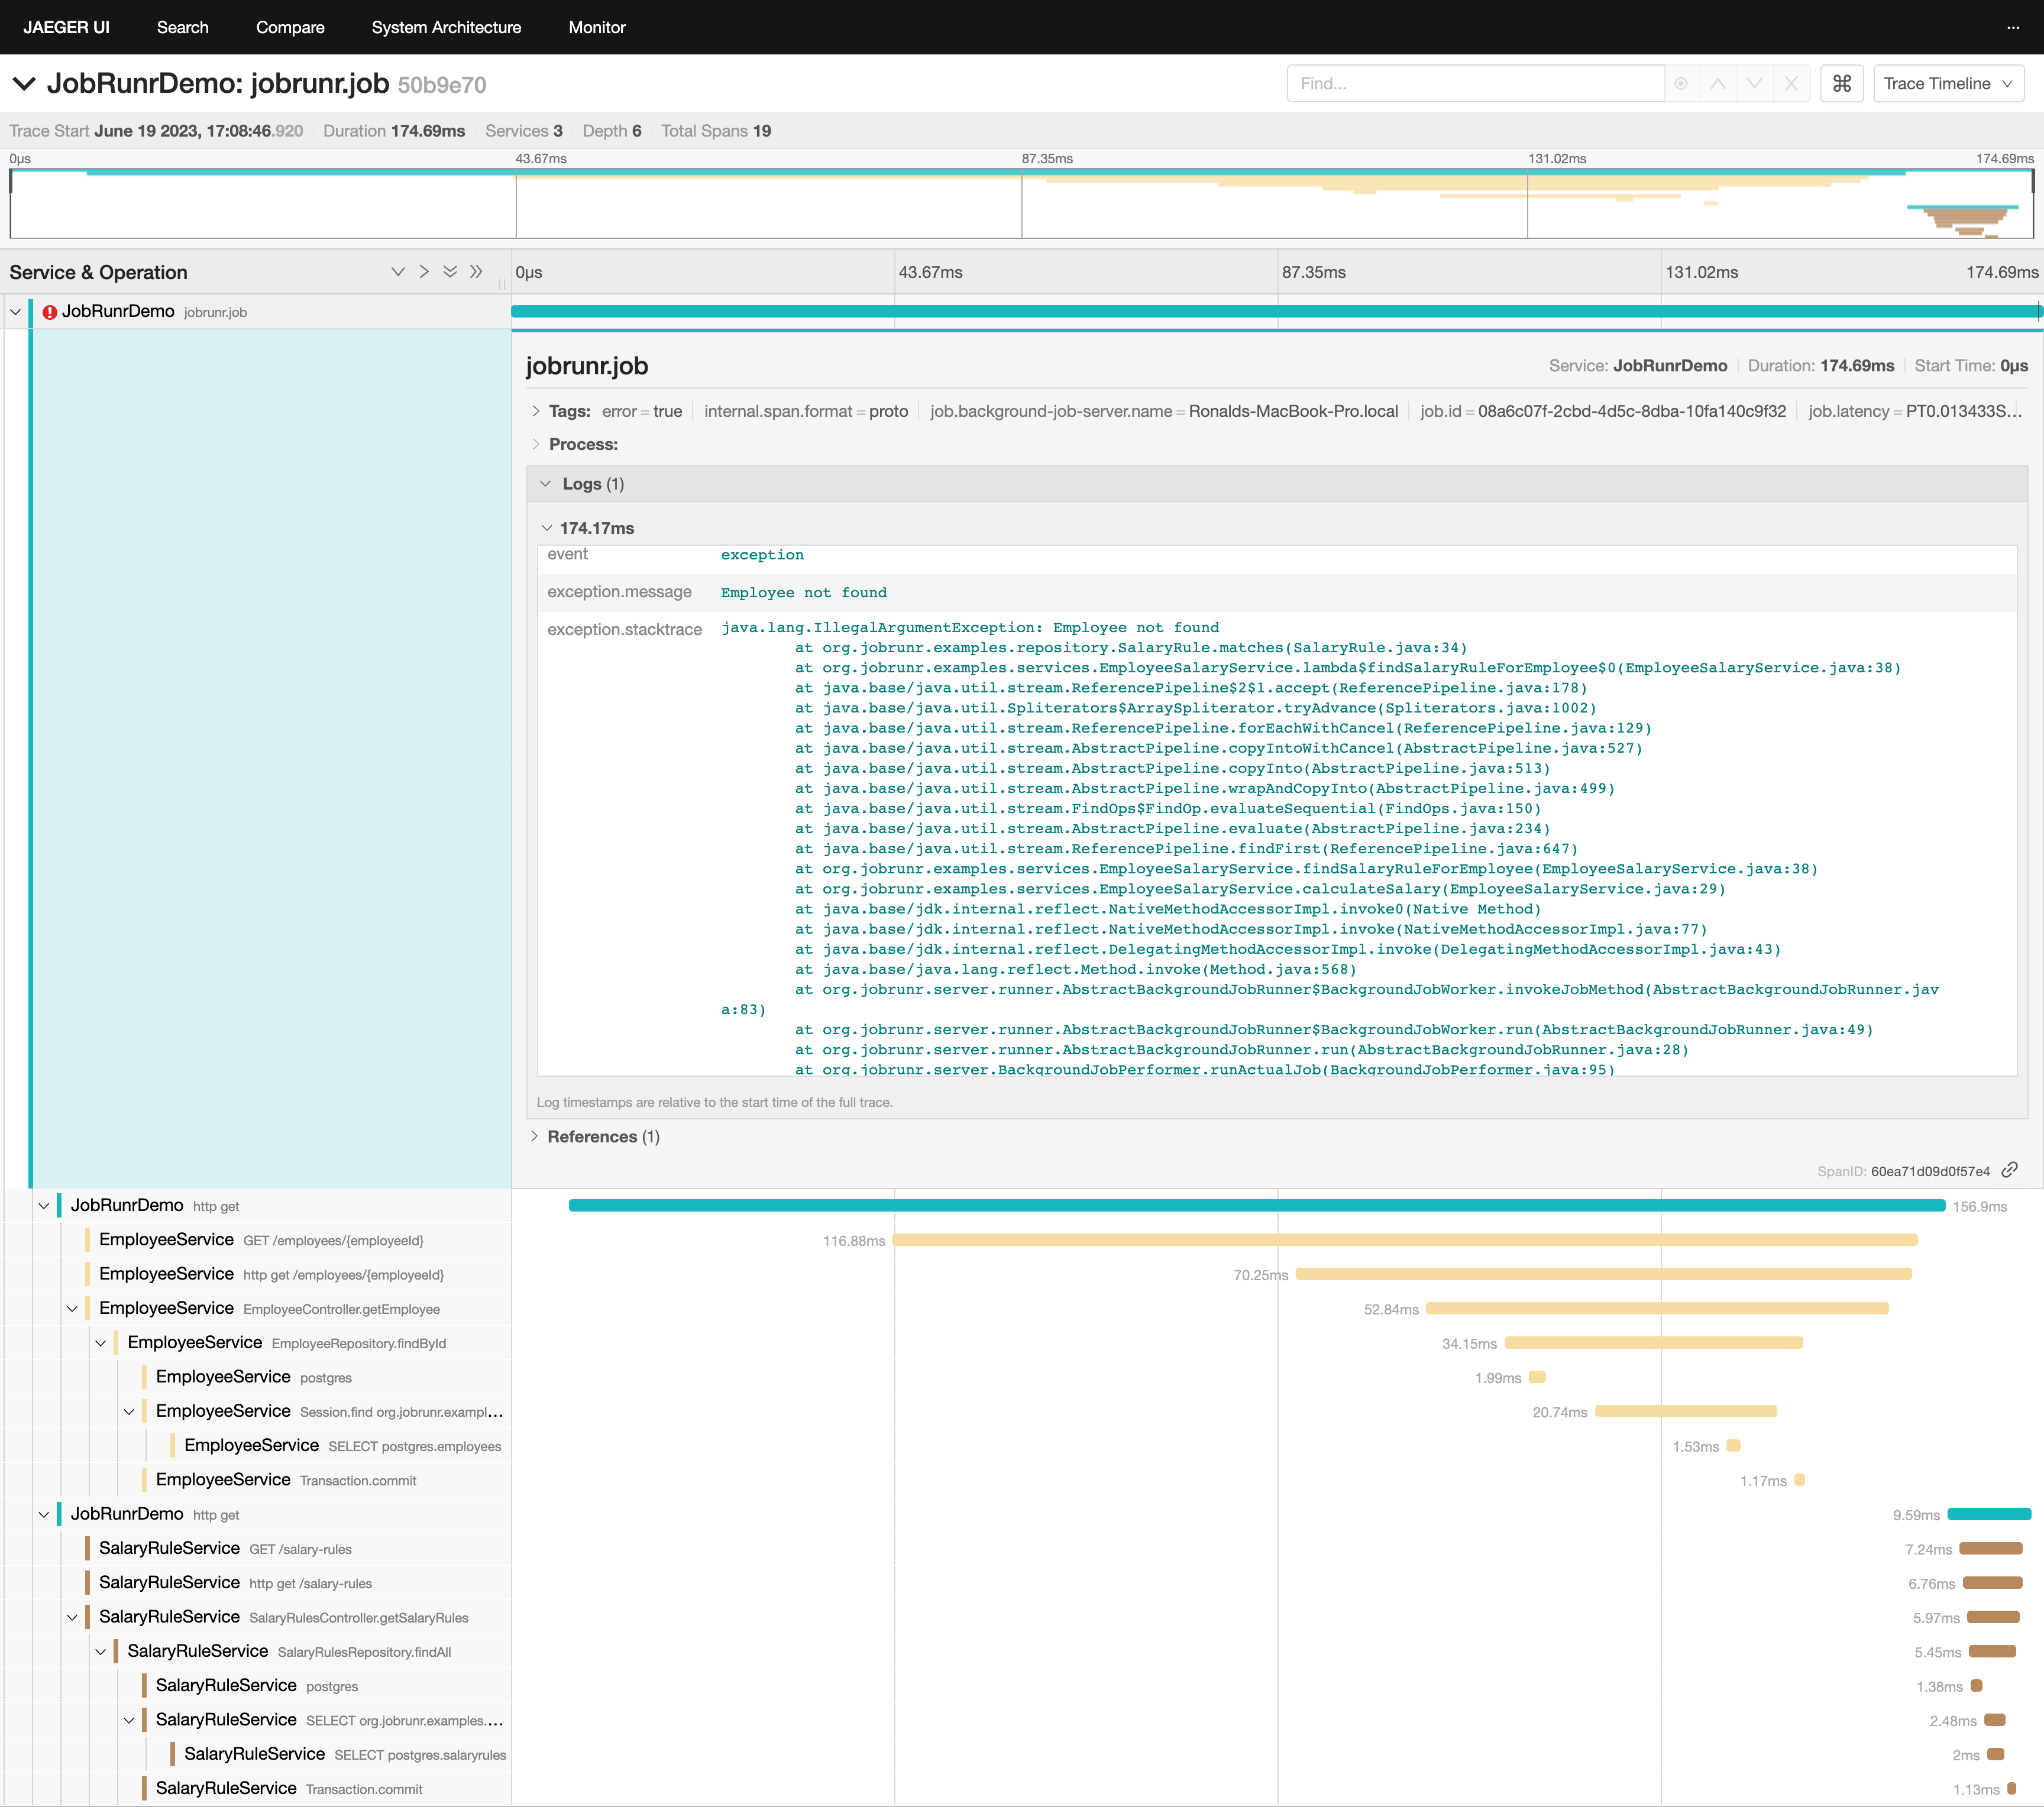 JAEGER UI Search Compare System Architecture Monitor ...
JobRunrDemo: jobrunr.job 50b9e70 Find... ⌘ Trace Timeline
Trace Start June 19 2023, 17:08:46.920 Duration 174.69ms Services 3 Depth 6 Total Spans 19
0μs 43.67ms 87.35ms 131.02ms 174.69ms
Service & Operation 0μs 43.67ms 87.35ms 131.02ms 174.69ms
JobRunrDemo jobrunr.job
jobrunr.job Service: JobRunrDemo Duration: 174.69ms Start Time: 0μs
Tags: error = true internal.span.format = proto job.background-job-server.name = Ronalds-MacBook-Pro.local job.id = 08a6c07f-2cbd-4d5c-8dba-10fa140c9f32 job.latency = PT0.013433S...
Process:
Logs (1)
174.17ms
event exception
exception.message Employee not found
exception.stacktrace java.lang.IllegalArgumentException: Employee not found
at org.jobrunr.examples.repository.SalaryRule.matches(SalaryRule.java:34)
at org.jobrunr.examples.services.EmployeeSalaryService.lambda$findSalaryRuleForEmployee$0(EmployeeSalaryService.java:38)
at java.base/java.util.stream.ReferencePipeline$2$1.accept(ReferencePipeline.java:178)
at java.base/java.util.Spliterators$ArraySpliterator.tryAdvance(Spliterators.java:1002)
at java.base/java.util.stream.ReferencePipeline.forEachWithCancel(ReferencePipeline.java:129)
at java.base/java.util.stream.AbstractPipeline.copyIntoWithCancel(AbstractPipeline.java:527)
at java.base/java.util.stream.AbstractPipeline.copyInto(AbstractPipeline.java:513)
at java.base/java.util.stream.AbstractPipeline.wrapAndCopyInto(AbstractPipeline.java:499)
at java.base/java.util.stream.FindOps$FindOp.evaluateSequential(FindOps.java:150)
at java.base/java.util.stream.AbstractPipeline.evaluate(AbstractPipeline.java:234)
at java.base/java.util.stream.ReferencePipeline.findFirst(ReferencePipeline.java:647)
at org.jobrunr.examples.services.EmployeeSalaryService.findSalaryRuleForEmployee(EmployeeSalaryService.java:38)
at org.jobrunr.examples.services.EmployeeSalaryService.calculateSalary(EmployeeSalaryService.java:29)
at java.base/jdk.internal.reflect.NativeMethodAccessorImpl.invoke0(Native Method)
at java.base/jdk.internal.reflect.NativeMethodAccessorImpl.invoke(NativeMethodAccessorImpl.java:77)
at java.base/jdk.internal.reflect.DelegatingMethodAccessorImpl.invoke(DelegatingMethodAccessorImpl.java:43)
at java.base/java.lang.reflect.Method.invoke(Method.java:568)
at org.jobrunr.server.runner.AbstractBackgroundJobRunner$BackgroundJobWorker.invokeJobMethod(AbstractBackgroundJobRunner.jav
a:83)
at org.jobrunr.server.runner.AbstractBackgroundJobRunner$BackgroundJobWorker.run(AbstractBackgroundJobRunner.java:49)
at org.jobrunr.server.runner.AbstractBackgroundJobRunner.run(AbstractBackgroundJobRunner.java:28)
at org.jobrunr.server.BackgroundJobPerformer.runActualJob(BackgroundJobPerformer.java:95)
Log timestamps are relative to the start time of the full trace.
References (1)
SpanID: 60ea71d09d0f57e4
JobRunrDemo http get 156.9ms
EmployeeService GET /employees/{employeeId} 116.88ms
EmployeeService http get /employees/{employeeId} 70.25ms
EmployeeService EmployeeController.getEmployee 52.84ms
EmployeeService EmployeeRepository.findById 34.15ms
EmployeeService postgres 1.99ms
EmployeeService Session.find org.jobrunr.exampl... 20.74ms
EmployeeService SELECT postgres.employees 1.53ms
EmployeeService Transaction.commit 1.17ms
JobRunrDemo http get 9.59ms
SalaryRuleService GET /salary-rules 7.24ms
SalaryRuleService http get /salary-rules 6.76ms
SalaryRuleService SalaryRulesController.getSalaryRules 5.97ms
SalaryRuleService SalaryRulesRepository.findAll 5.45ms
SalaryRuleService postgres 1.38ms
SalaryRuleService SELECT org.jobrunr.examples.... 2.48ms
SalaryRuleService SELECT postgres.salaryrules 2ms
SalaryRuleService Transaction.commit 1.13ms